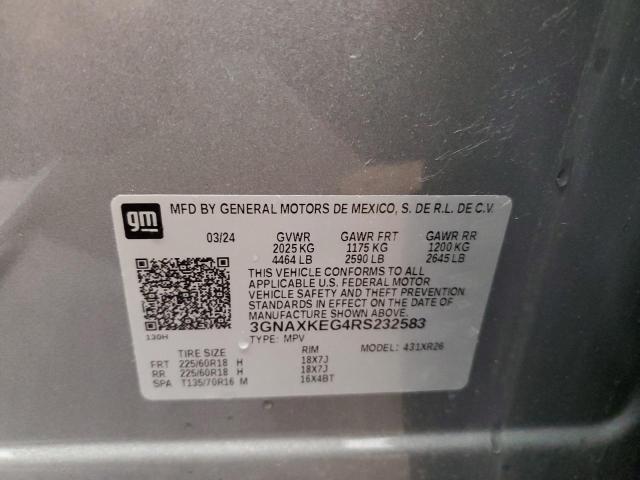 gm
MFD BY GENERAL MOTORS DE MEXICO, S. DE R.L. DE C.V.
03/24 GVWR GAWR FRT GAWR RR
2025 KG 1175 KG 1200 KG
4464 LB 2590 LB 2645 LB
THIS VEHICLE CONFORMS TO ALL
APPLICABLE U.S. FEDERAL MOTOR
VEHICLE SAFETY AND THEFT PREVENTION
STANDARDS IN EFFECT ON THE DATE OF
MANUFACTURE SHOWN ABOVE.
3GNAXKEG4RS232583
130H
TYPE: MPV MODEL: 431XR26
TIRE SIZE RIM
FRT 225/60R18 H 18X7J
RR 225/60R18 H 18X7J
SPA T135/70R16 M 16X4BT